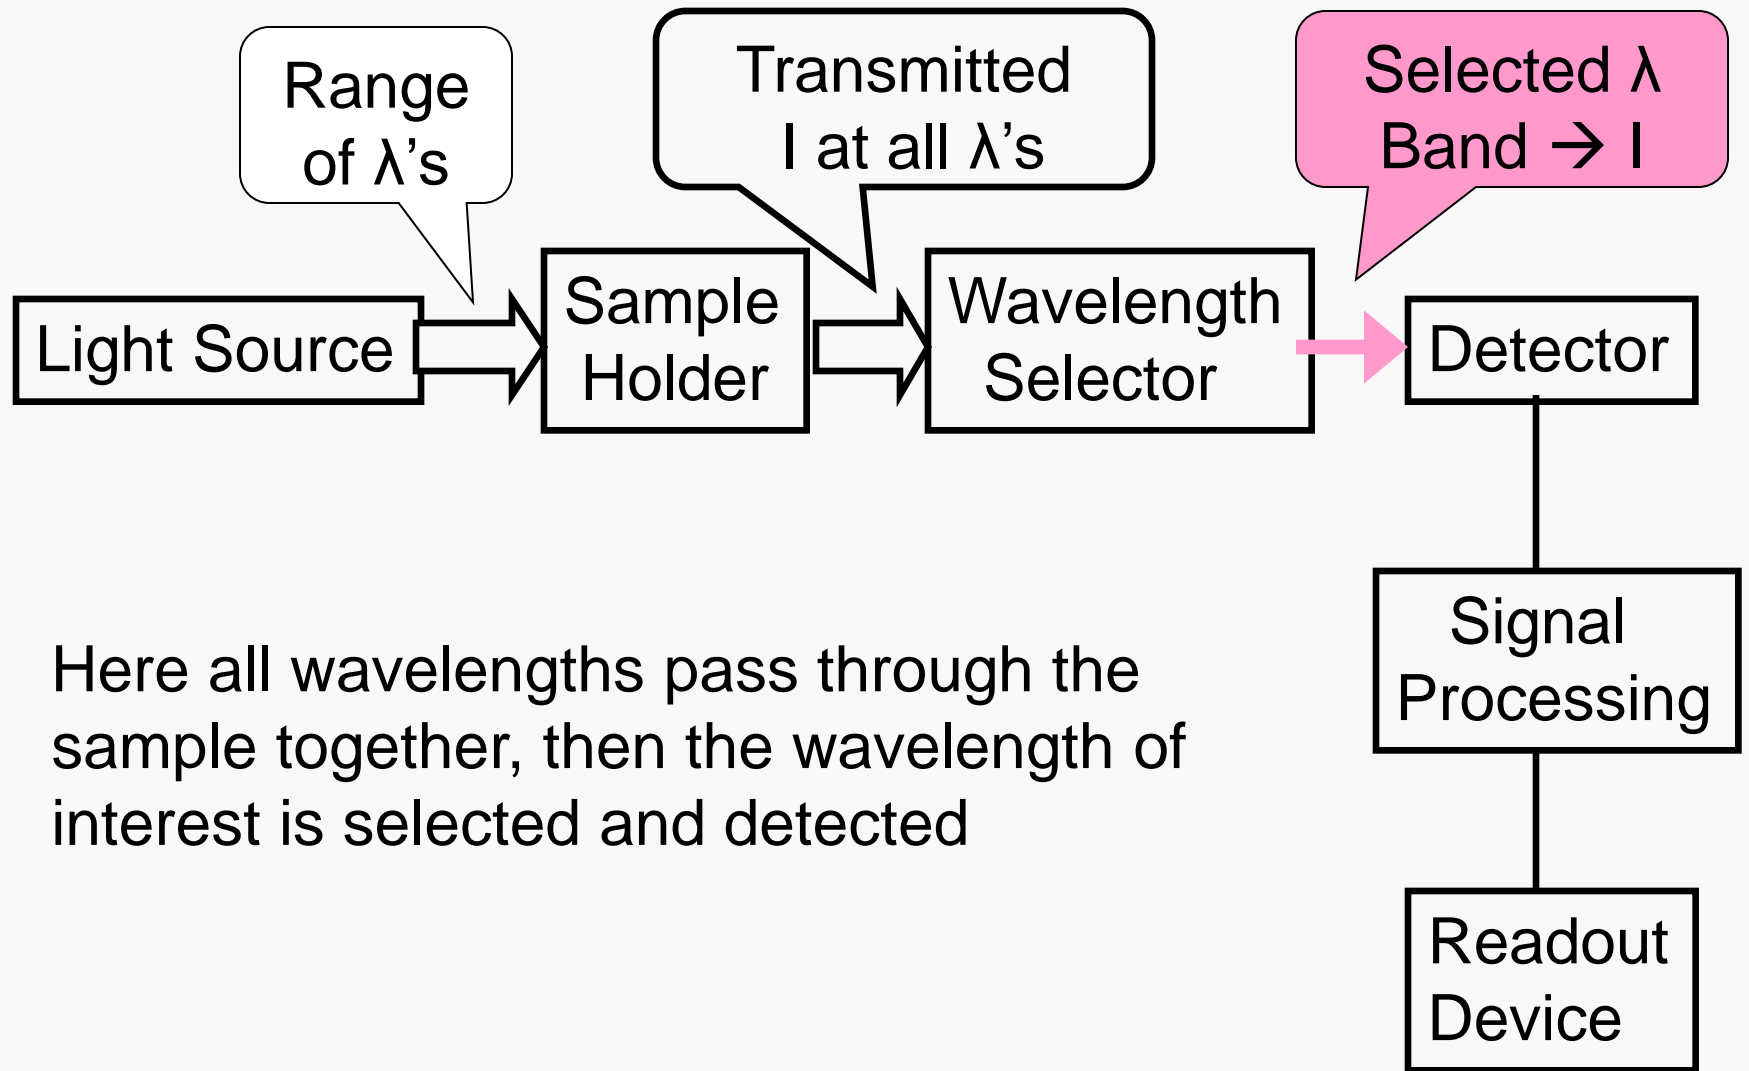 Range
of λ’s
Transmitted
I at all λ’s
Selected λ
Band → I
Light Source
Sample
Holder
Wavelength
Selector
Detector
Signal
Processing
Readout
Device
Here all wavelengths pass through the
sample together, then the wavelength of
interest is selected and detected